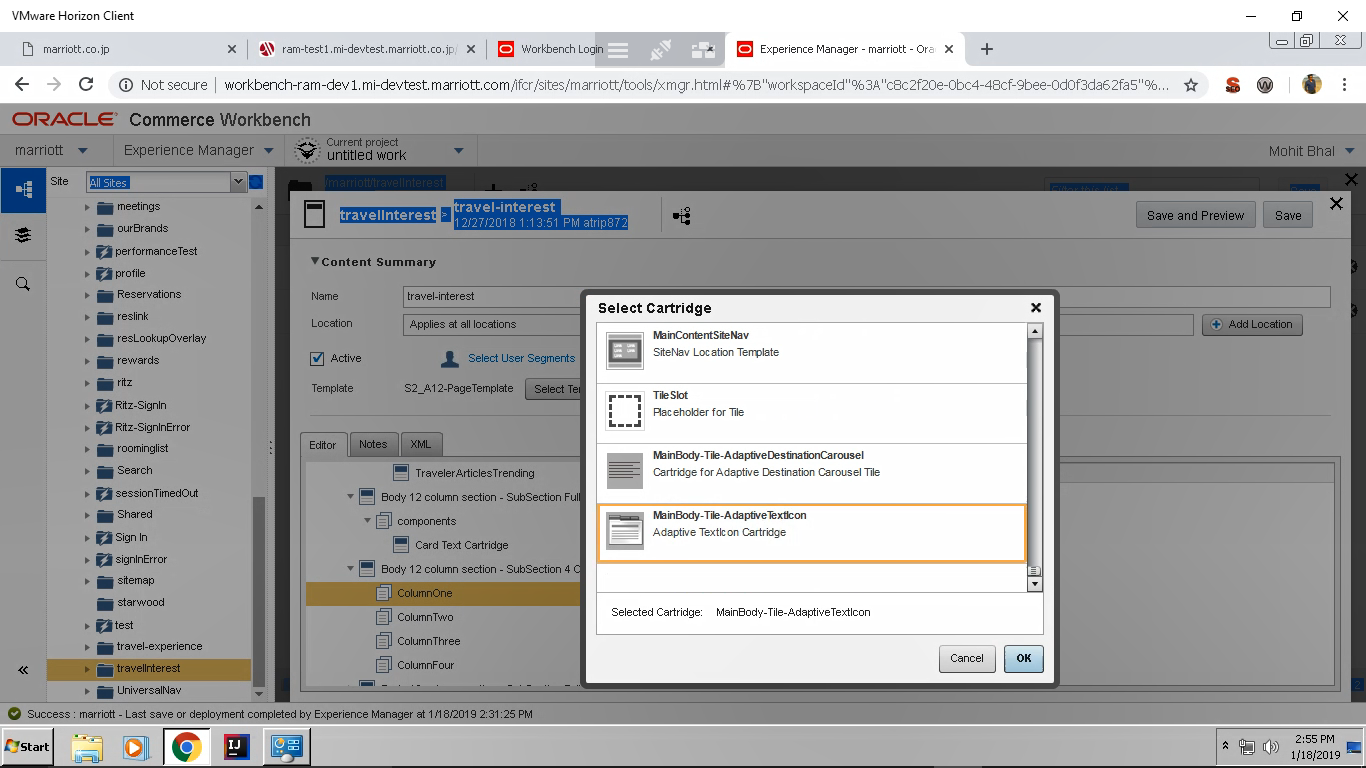 VMware Horizon Client
marriott.co.jp
ram-test1.mi-devtest.marriott.co.jp/
Workbench Login
Experience Manager - marriott - Ora
Not secure | workbench-ram-dev1.mi-devtest.marriott.com/ifcr/sites/marriott/tools/xmgr.html#%7B"workspaceId"%3A"c8c2f20e-0bc4-48cf-9bee-0d0f3da62fa5"%...
ORACLE Commerce Workbench
marriott
Experience Manager
Current project
untitled work
Mohit Bhal
Site
All Sites
/marriott/travelInterest
meetings
ourBrands
performanceTest
profile
Reservations
reslink
resLookupOverlay
rewards
ritz
Ritz-SignIn
Ritz-SignInError
roominglist
Search
sessionTimedOut
Shared
Sign In
signInError
sitemap
starwood
test
travel-experience
travelInterest
UniversalNav
travelInterest > travel-interest
12/27/2018 1:13:51 PM atrip872
Save and Preview
Save
Content Summary
Name
travel-interest
Location
Applies at all locations
Add Location
Active
Select User Segments
Template
S2_A12-PageTemplate
Select Te
Editor
Notes
XML
TravelerArticlesTrending
Body 12 column section - SubSection Full
components
Card Text Cartridge
Body 12 column section - SubSection 4 C
ColumnOne
ColumnTwo
ColumnThree
ColumnFour
Select Cartridge
MainContentSiteNav
SiteNav Location Template
TileSlot
Placeholder for Tile
MainBody-Tile-AdaptiveDestinationCarousel
Cartridge for Adaptive Destination Carousel Tile
MainBody-Tile-AdaptiveTextIcon
Adaptive TextIcon Cartridge
Selected Cartridge: MainBody-Tile-AdaptiveTextIcon
Cancel
OK
Success : marriott - Last save or deployment completed by Experience Manager at 1/18/2019 2:31:25 PM
Start
2:55 PM
1/18/2019